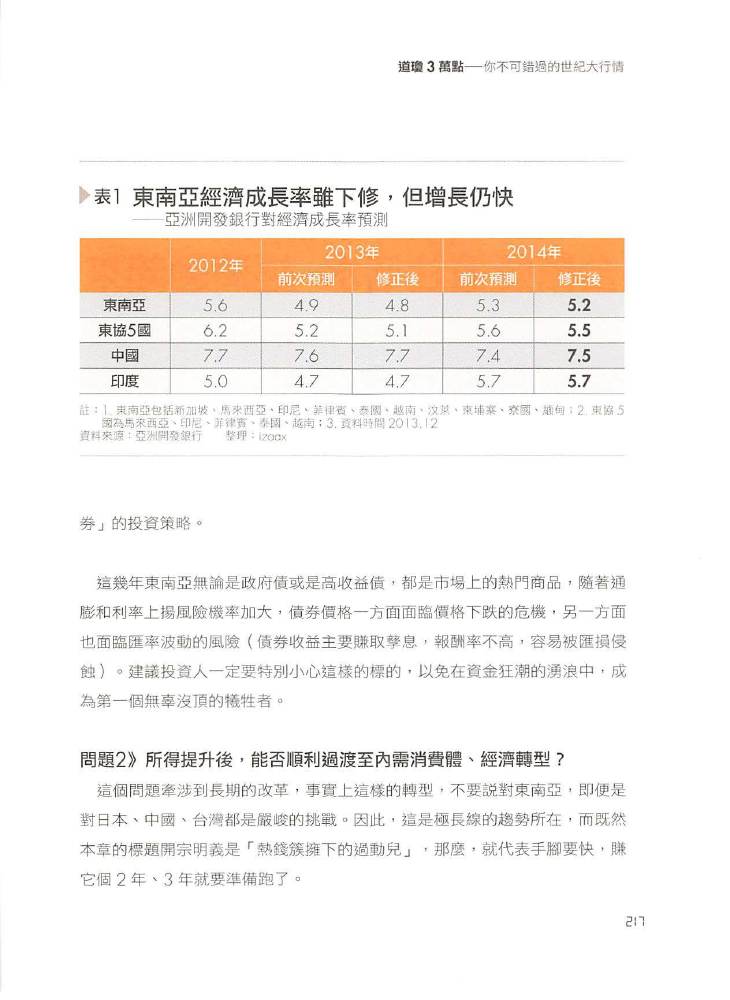 道瓊 3 萬點──你不可錯過的世紀大行情
表1 東南亞經濟成長率雖下修，但增長仍快
──亞洲開發銀行對經濟成長率預測
2012年 2013年 2014年
前次預測 修正後 前次預測 修正後
東南亞 5.6 4.9 4.8 5.3 5.2
東協5國 6.2 5.2 5.1 5.6 5.5
中國 7.7 7.6 7.7 7.4 7.5
印度 5.0 4.7 4.7 5.7 5.7
註：1. 東南亞包括新加坡、馬來西亞、印尼、菲律賓、泰國、越南、汶萊、柬埔寨、寮國、緬甸；2. 東協 5
國為馬來西亞、印尼、菲律賓、泰國、越南；3. 資料時間 2013.12
資料來源：亞洲開發銀行 整理：izaax
券」的投資策略。
這幾年東南亞無論是政府債或是高收益債，都是市場上的熱門商品，隨著通
膨和利率上揚風險機率加大，債券價格一方面面臨價格下跌的危機，另一方面
也面臨匯率波動的風險（債券收益主要賺取孳息，報酬率不高，容易被匯損侵
蝕）。建議投資人一定要特別小心這樣的標的，以免在資金狂潮的湧浪中，成
為第一個無辜沒頂的犧牲者。
問題2》所得提升後，能否順利過渡至內需消費體、經濟轉型？
這個問題牽涉到長期的改革，事實上這樣的轉型，不要說對東南亞，即便是
對日本、中國、台灣都是嚴峻的挑戰。因此，這是極長線的趨勢所在，而既然
本章的標題開宗明義是「熱錢簇擁下的過動兒」，那麼，就代表手腳要快，賺
它個 2 年、3 年就要準備跑了。
217